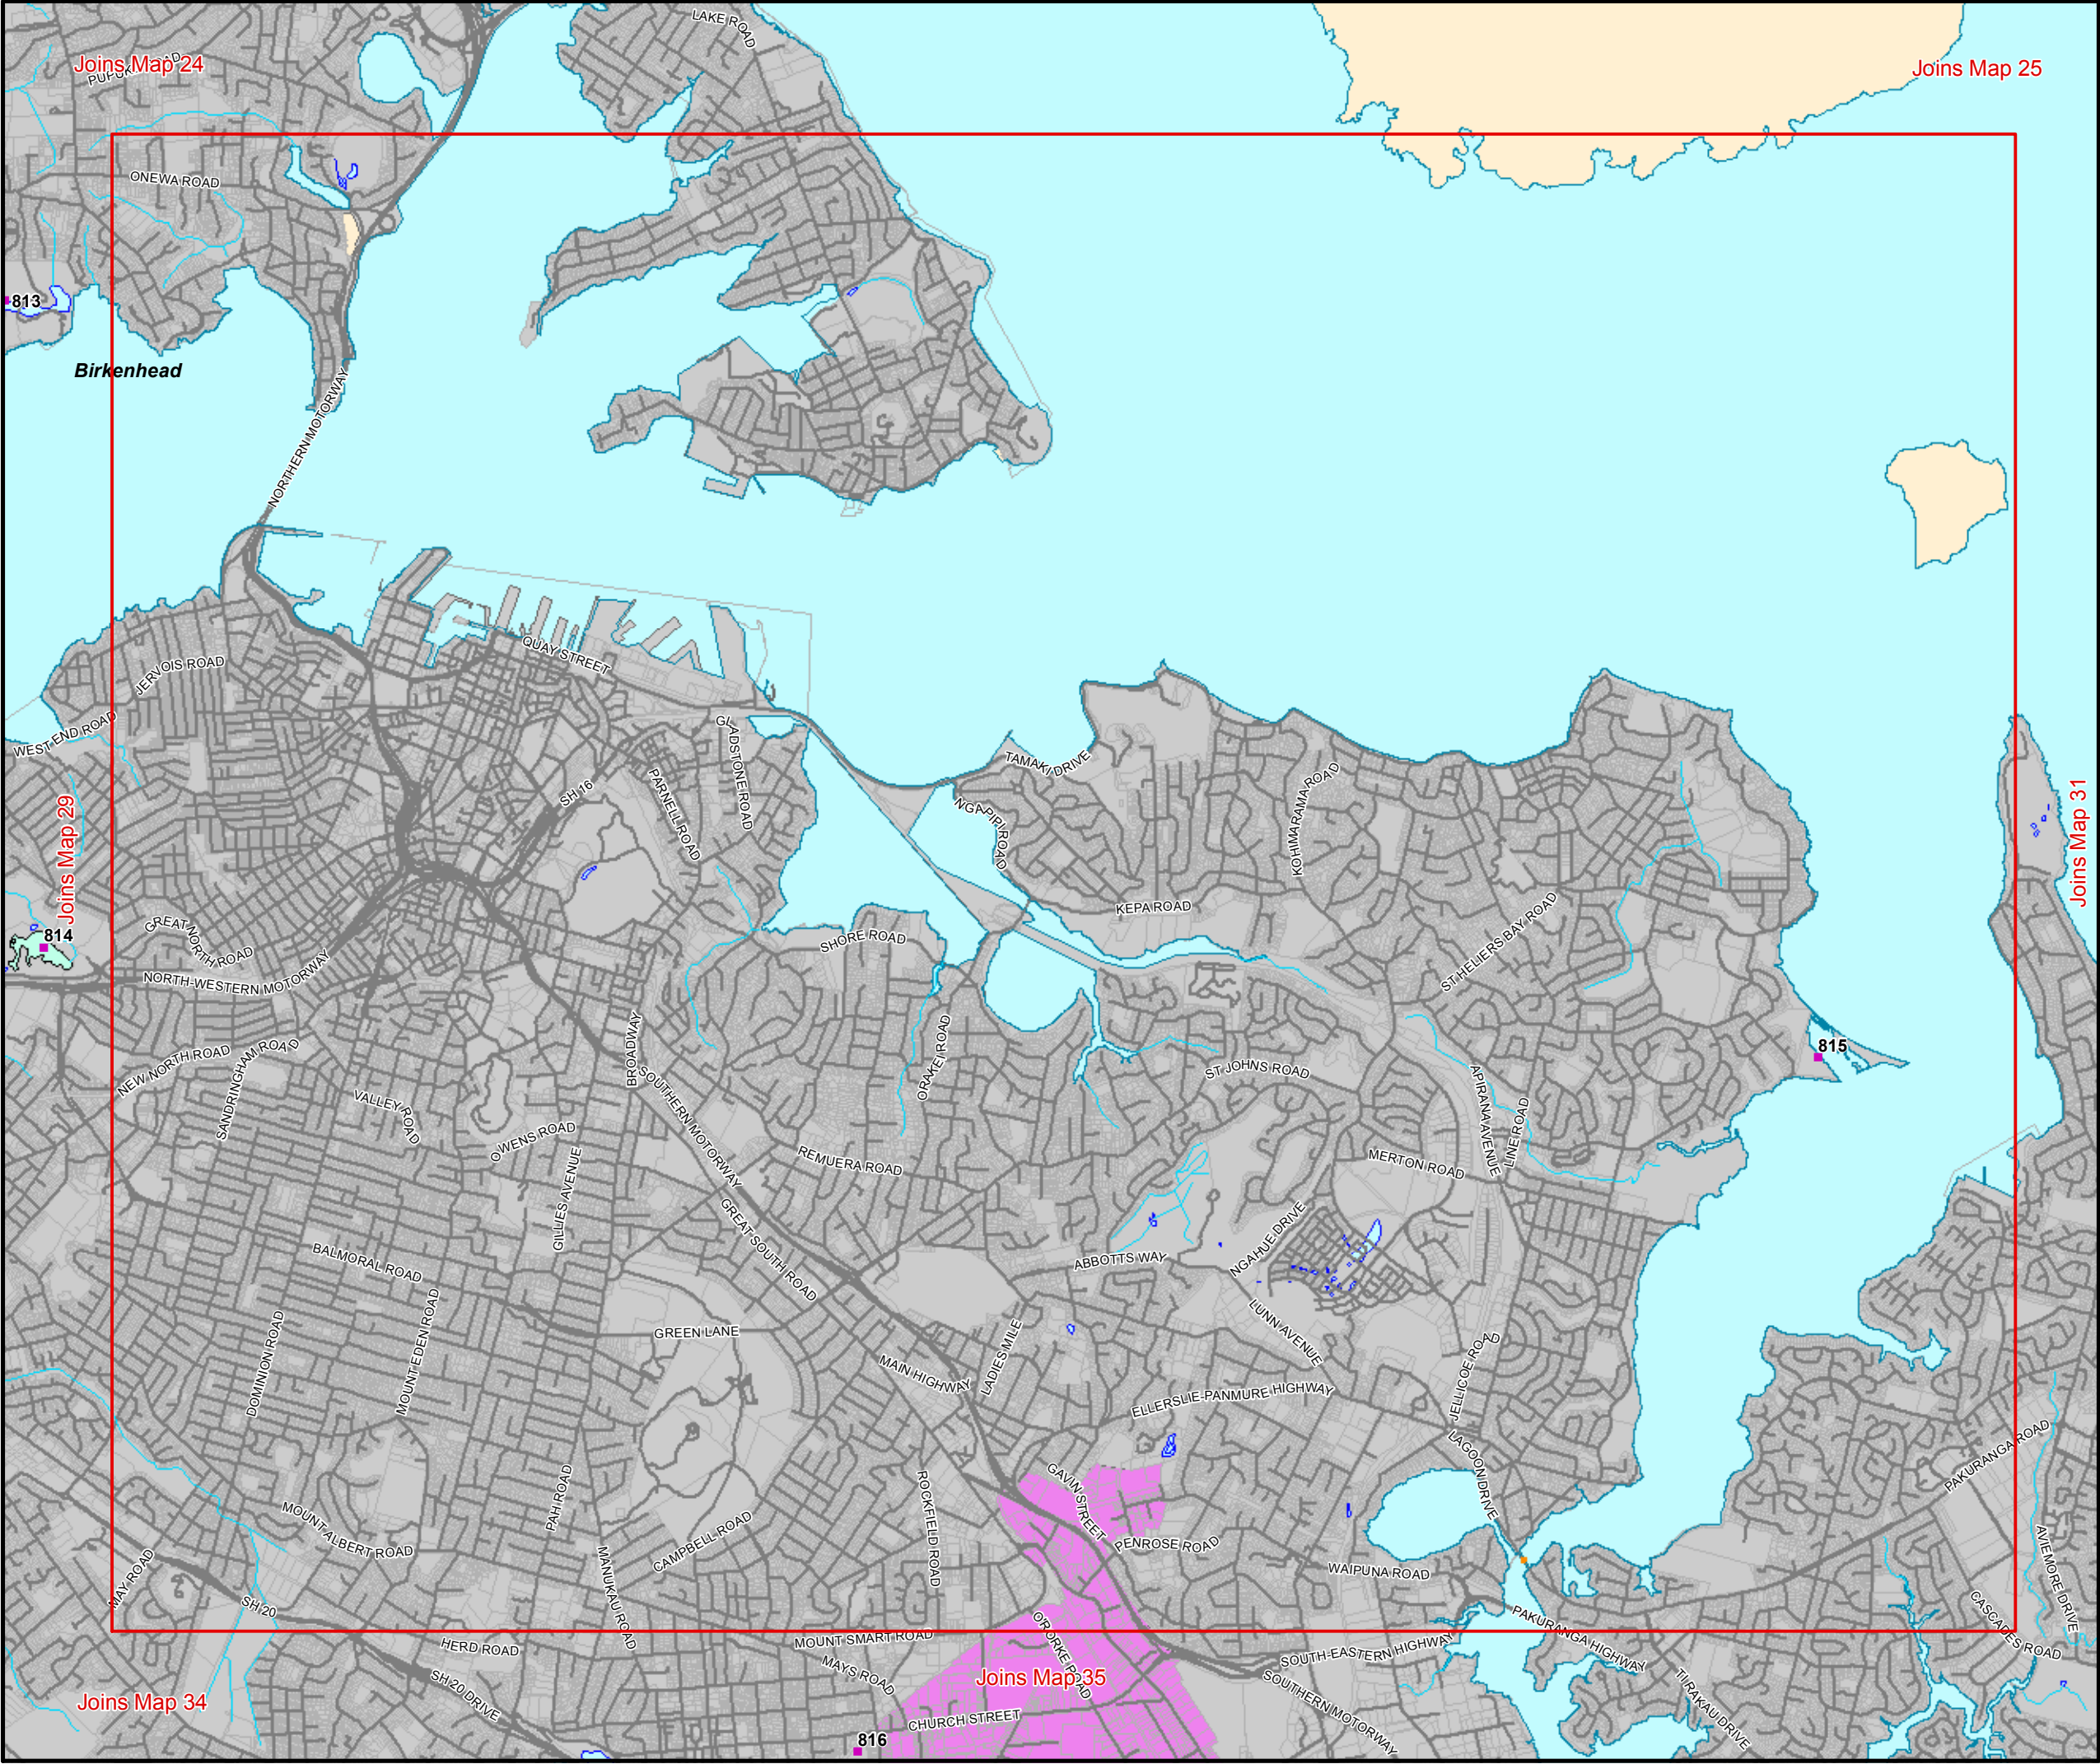 LAKE ROAD
Joins Map 24
PUPUKE ROAD
Joins Map 25
ONEWA ROAD
813
Birkenhead
NORTHERN MOTORWAY
QUAY STREET
JERVOIS ROAD
WEST END ROAD
GLADSTONE ROAD
TAMAKI DRIVE
PARNELL ROAD
SH 16
NGAPIPI ROAD
KOHIMARAMA ROAD
Joins Map 29
Joins Map 31
KEPA ROAD
GREAT NORTH ROAD
814
SHORE ROAD
ST HELIERS BAY ROAD
NORTH-WESTERN MOTORWAY
NEW NORTH ROAD
SANDRINGHAM ROAD
BROADWAY
ORAKEI ROAD
815
ST JOHNS ROAD
APIRANA AVENUE
LINE ROAD
VALLEY ROAD
OWENS ROAD
SOUTHERN MOTORWAY
REMUERA ROAD
MERTON ROAD
GILLIES AVENUE
GREAT SOUTH ROAD
NGAHUE DRIVE
BALMORAL ROAD
ABBOTTS WAY
LUNN AVENUE
GREEN LANE
DOMINION ROAD
MOUNT EDEN ROAD
MAIN HIGHWAY
LADIES MILE
JELLICOE ROAD
ELLERSLIE-PANMURE HIGHWAY
LAGOON DRIVE
PAKURANGA ROAD
PAH ROAD
ROCKFIELD ROAD
GAVIN STREET
MOUNT ALBERT ROAD
CAMPBELL ROAD
PENROSE ROAD
WAIPUNA ROAD
AVIEMORE DRIVE
MAY ROAD
MANUKAU ROAD
SH 20
O'RORKE ROAD
PAKURANGA HIGHWAY
CASCADES ROAD
HERD ROAD
MOUNT SMART ROAD
SOUTH-EASTERN HIGHWAY
MAYS ROAD
Joins Map 35
SH 20 DRIVE
SOUTHERN MOTORWAY
TI RAKAU DRIVE
Joins Map 34
CHURCH STREET
816